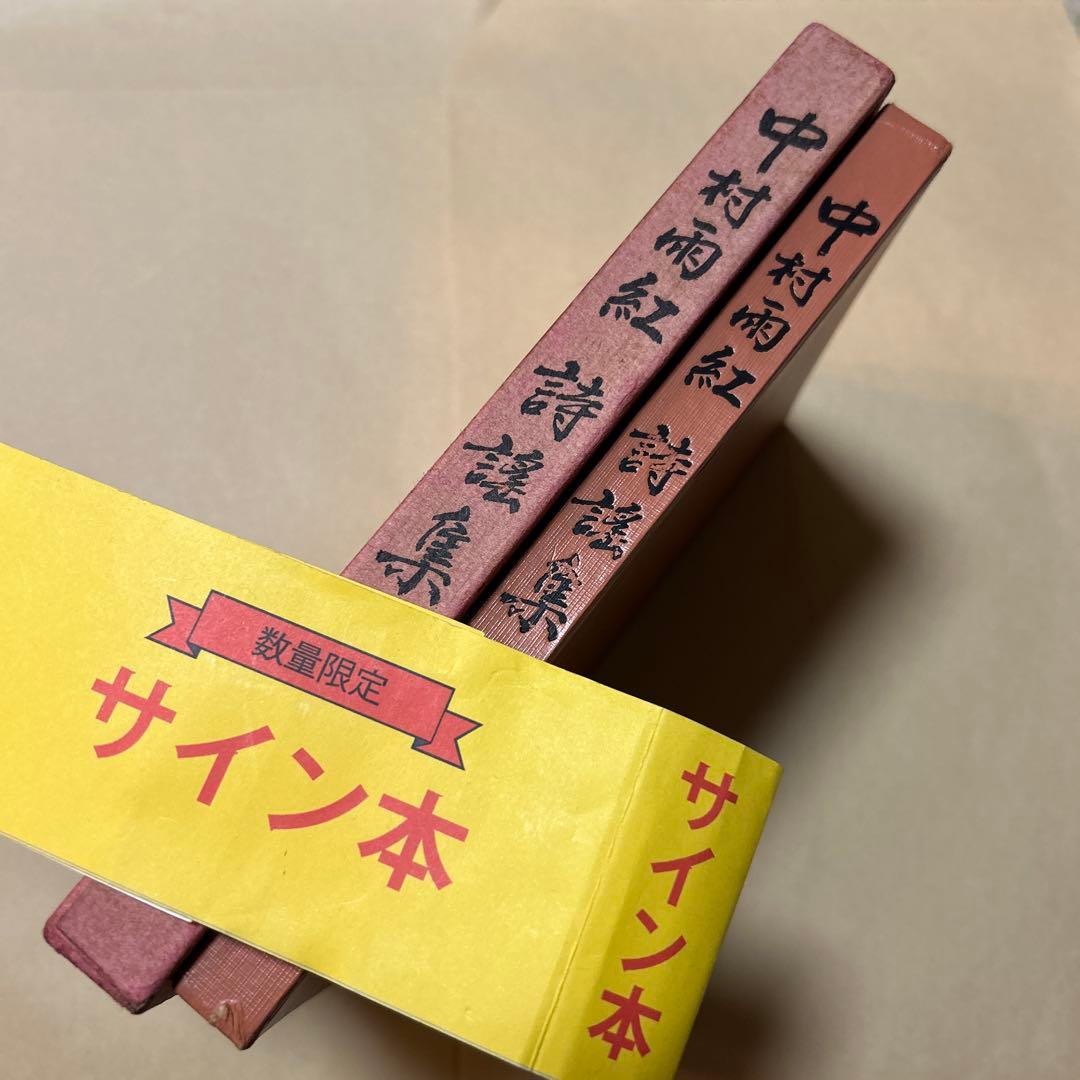 中村雨紅 詩謡集
中村雨紅 詩謡集
数量限定
サイン本
サイン本